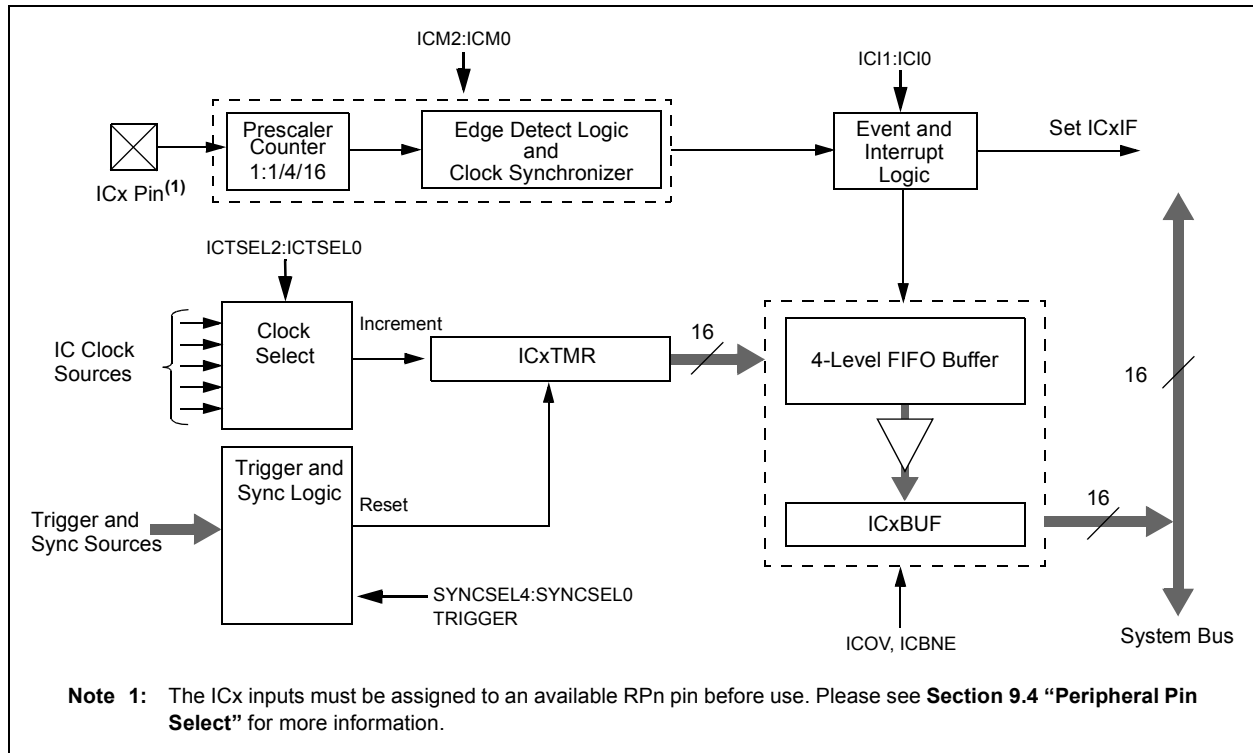 ICM2:ICM0
ICI1:ICI0
Prescaler
Counter
1:1/4/16
Edge Detect Logic
and
Clock Synchronizer
Event and
Interrupt
Logic
Set ICxIF
ICx Pin(1)
ICTSEL2:ICTSEL0
IC Clock
Sources
Clock
Select
Increment
ICxTMR
16
4-Level FIFO Buffer
16
Trigger and
Sync Logic
Reset
Trigger and
Sync Sources
ICxBUF
16
SYNCSEL4:SYNCSEL0
TRIGGER
ICOV, ICBNE
System Bus
Note 1: The ICx inputs must be assigned to an available RPn pin before use. Please see Section 9.4 “Peripheral Pin
Select” for more information.